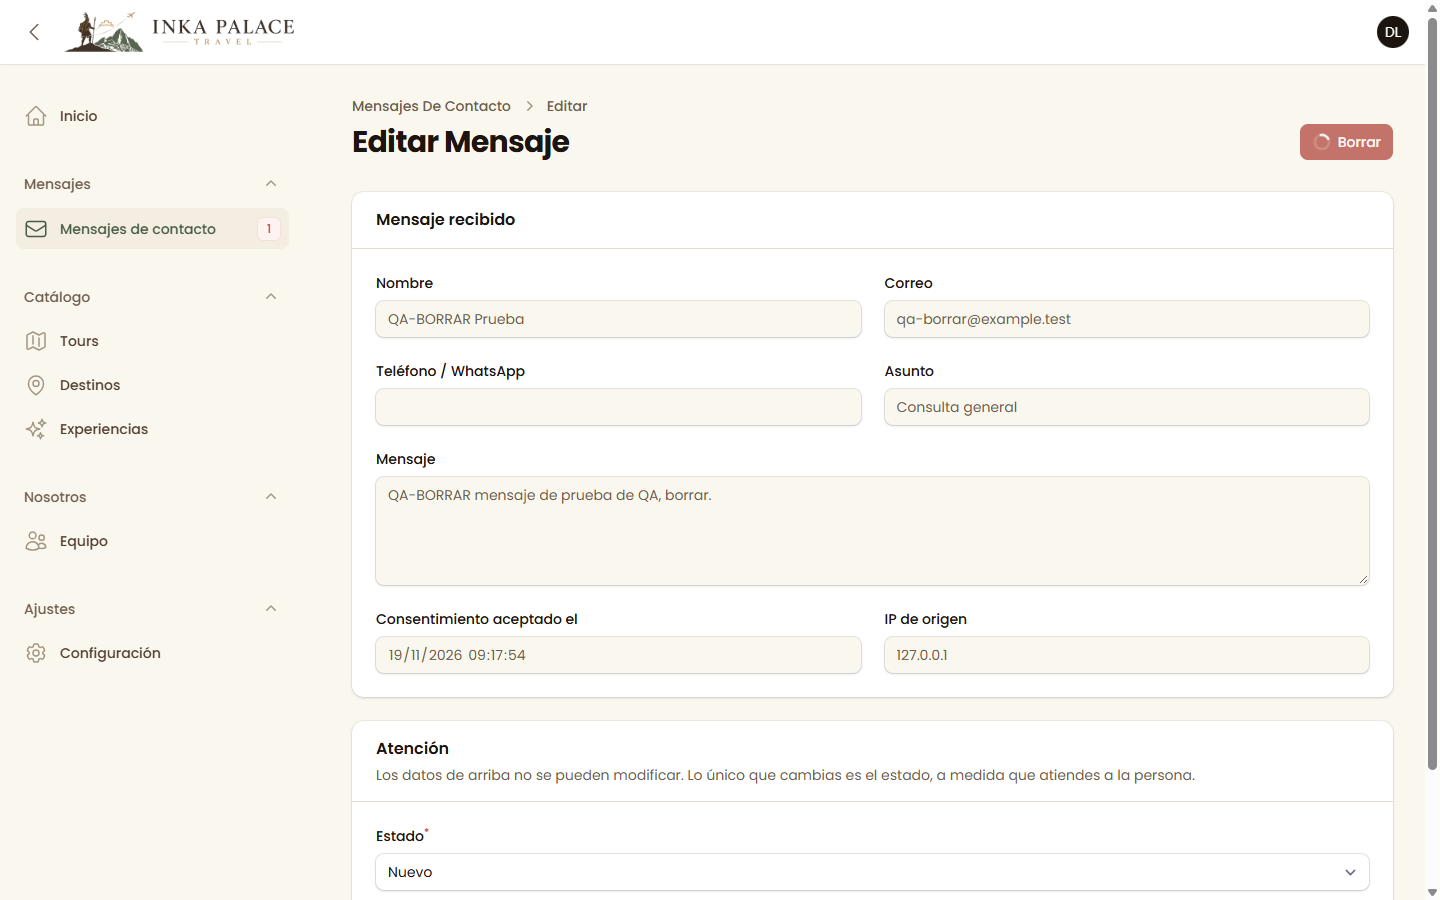 INKA PALACE
TRAVEL
DL
Inicio
Mensajes
Mensajes de contacto
1
Catálogo
Tours
Destinos
Experiencias
Nosotros
Equipo
Ajustes
Configuración
Mensajes De Contacto > Editar
Editar Mensaje
Borrar
Mensaje recibido
Nombre
QA-BORRAR Prueba
Correo
qa-borrar@example.test
Teléfono / WhatsApp
Asunto
Consulta general
Mensaje
QA-BORRAR mensaje de prueba de QA, borrar.
Consentimiento aceptado el
19/11/2026 09:17:54
IP de origen
127.0.0.1
Atención
Los datos de arriba no se pueden modificar. Lo único que cambias es el estado, a medida que atiendes a la persona.
Estado*
Nuevo